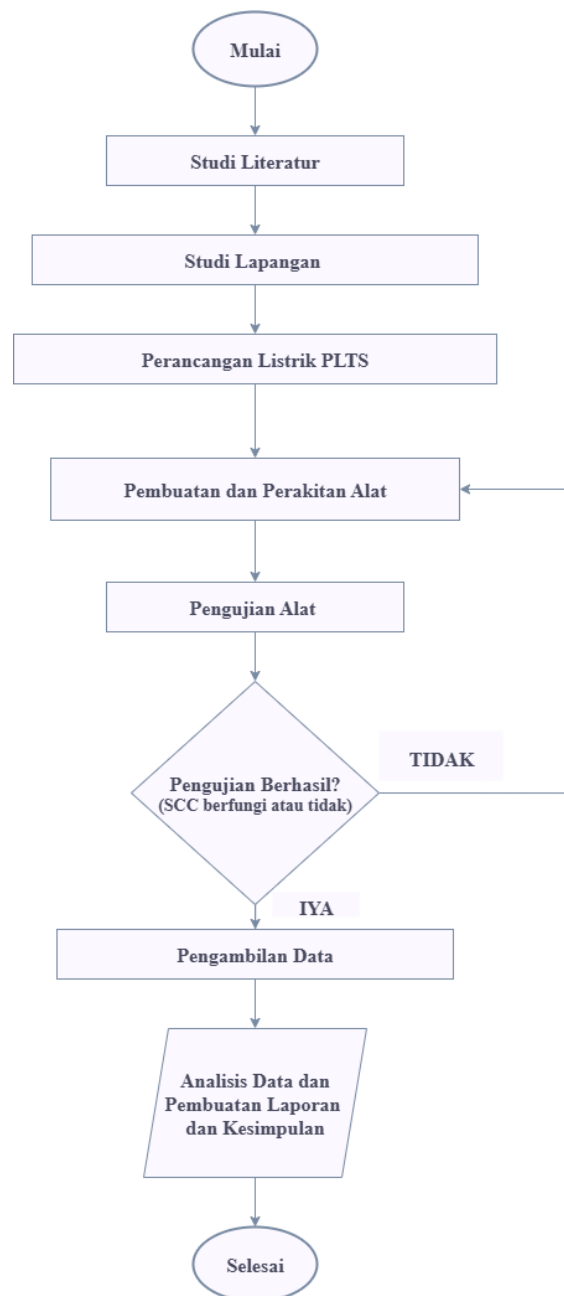 Mulai
Studi Literatur
Studi Lapangan
Perancangan Listrik PLTS
Pembuatan dan Perakitan Alat
Pengujian Alat
TIDAK
Pengujian Berhasil?
(SCC berfungi atau tidak)
IYA
Pengambilan Data
Analisis Data dan
Pembuatan Laporan
dan Kesimpulan
Selesai